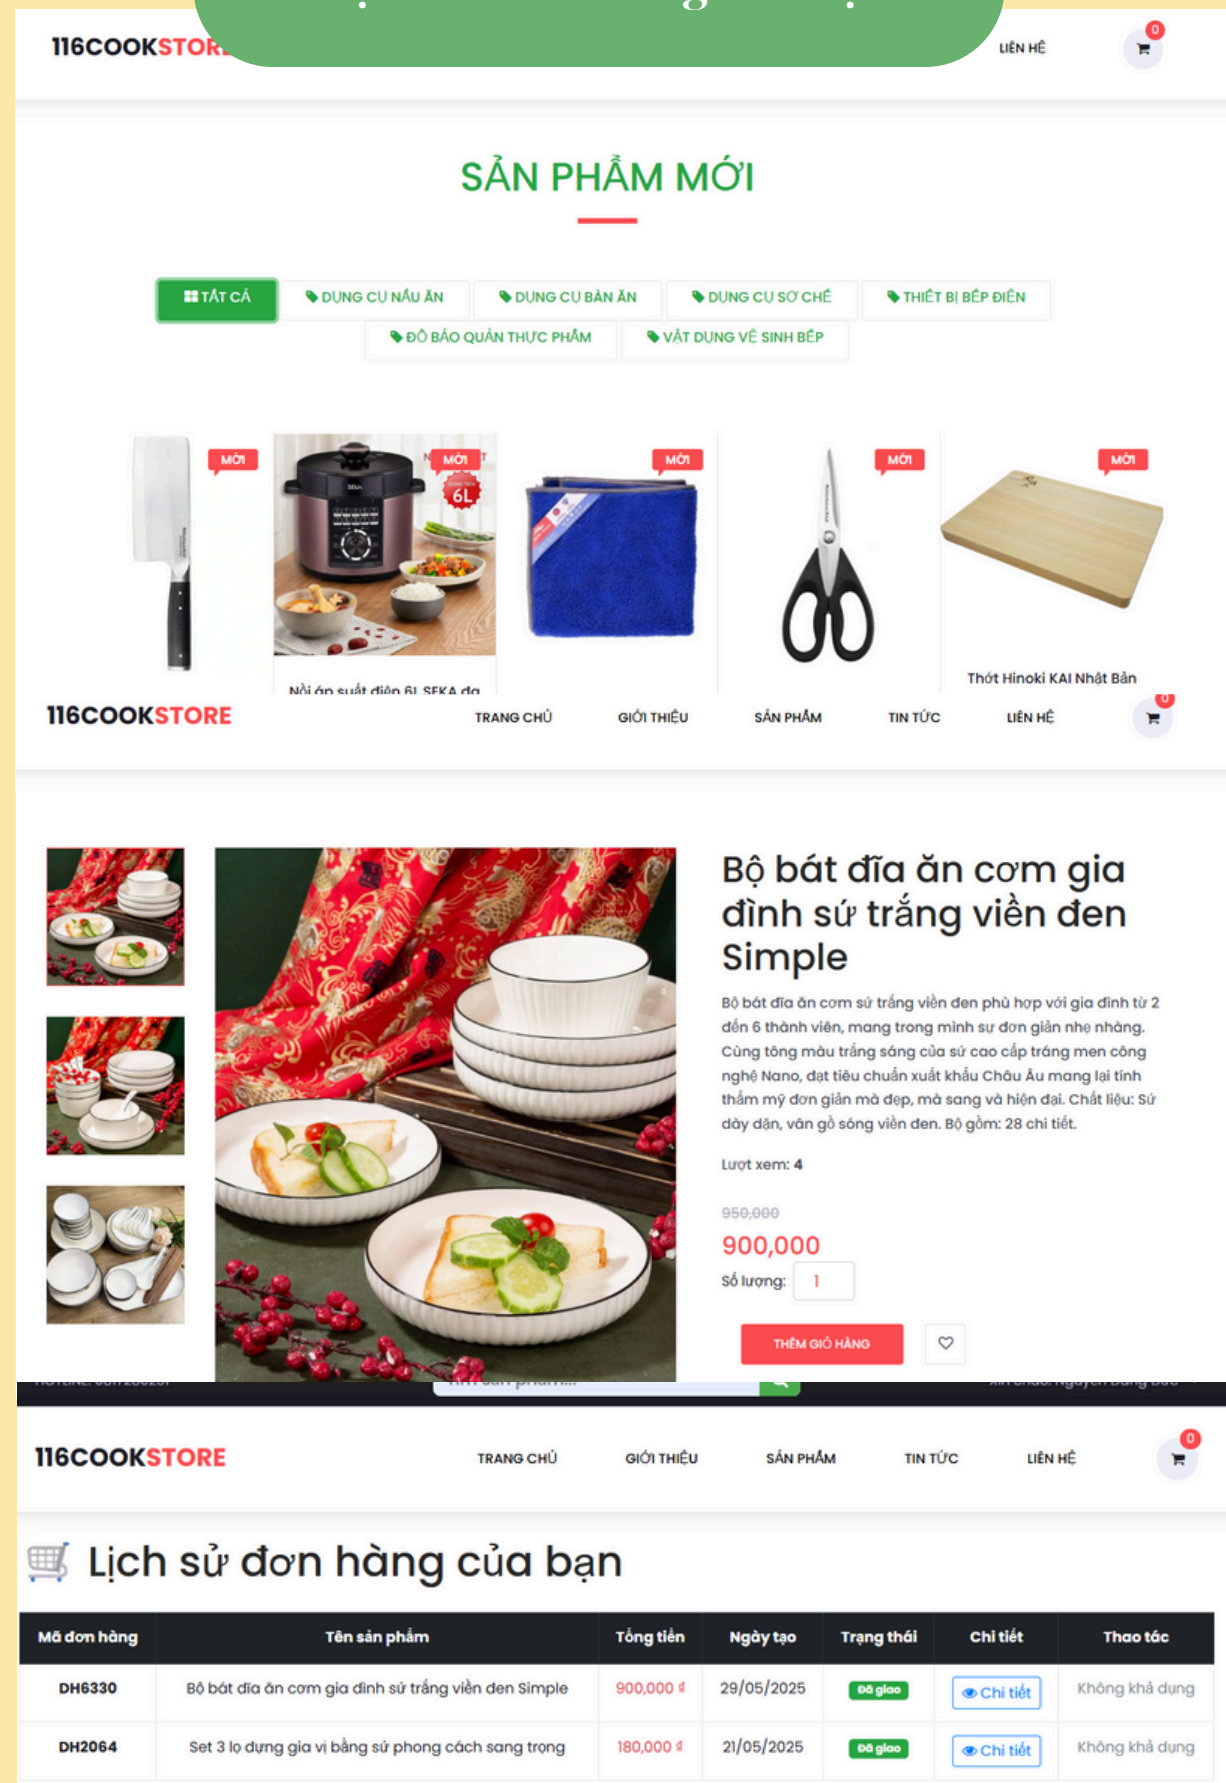 116COOKSTORE
LIÊN HỆ
0
SẢN PHẨM MỚI
TẤT CẢ
DỤNG CỤ NẤU ĂN
DỤNG CỤ BÀN ĂN
DỤNG CỤ SƠ CHẾ
THIẾT BỊ BẾP ĐIỆN
ĐỒ BẢO QUẢN THỰC PHẨM
VẬT DỤNG VỆ SINH BẾP
MỚI
MỚI
6L
MỚI
MỚI
MỚI
Nồi áp suất điện 6L SEKA đa
Thớt Hinoki KAI Nhật Bản
116COOKSTORE
TRANG CHỦ
GIỚI THIỆU
SẢN PHẨM
TIN TỨC
LIÊN HỆ
0
Bộ bát đĩa ăn cơm gia
đình sứ trắng viền đen
Simple
Bộ bát đĩa ăn cơm sứ trắng viền đen phù hợp với gia đình từ 2
đến 6 thành viên, mang trong mình sự đơn giản nhẹ nhàng.
Cùng tông màu trắng sáng của sứ cao cấp tráng men công
nghệ Nano, đạt tiêu chuẩn xuất khẩu Châu Âu mang lại tính
thẩm mỹ đơn giản mà đẹp, mà sang và hiện đại. Chất liệu: Sứ
dày dặn, vân gồ sóng viền đen. Bộ gồm: 28 chi tiết.
Lượt xem: 4
950,000
900,000
Số lượng: 1
THÊM GIỎ HÀNG
116COOKSTORE
TRANG CHỦ
GIỚI THIỆU
SẢN PHẨM
TIN TỨC
LIÊN HỆ
0
Lịch sử đơn hàng của bạn
Mã đơn hàng Tên sản phẩm Tổng tiền Ngày tạo Trạng thái Chi tiết Thao tác
DH6330 Bộ bát đĩa ăn cơm gia đình sứ trắng viền đen Simple 900,000 ₫ 29/05/2025 Đã giao Chi tiết Không khả dụng
DH2064 Set 3 lọ đựng gia vị bằng sứ phong cách sang trọng 180,000 ₫ 21/05/2025 Đã giao Chi tiết Không khả dụng